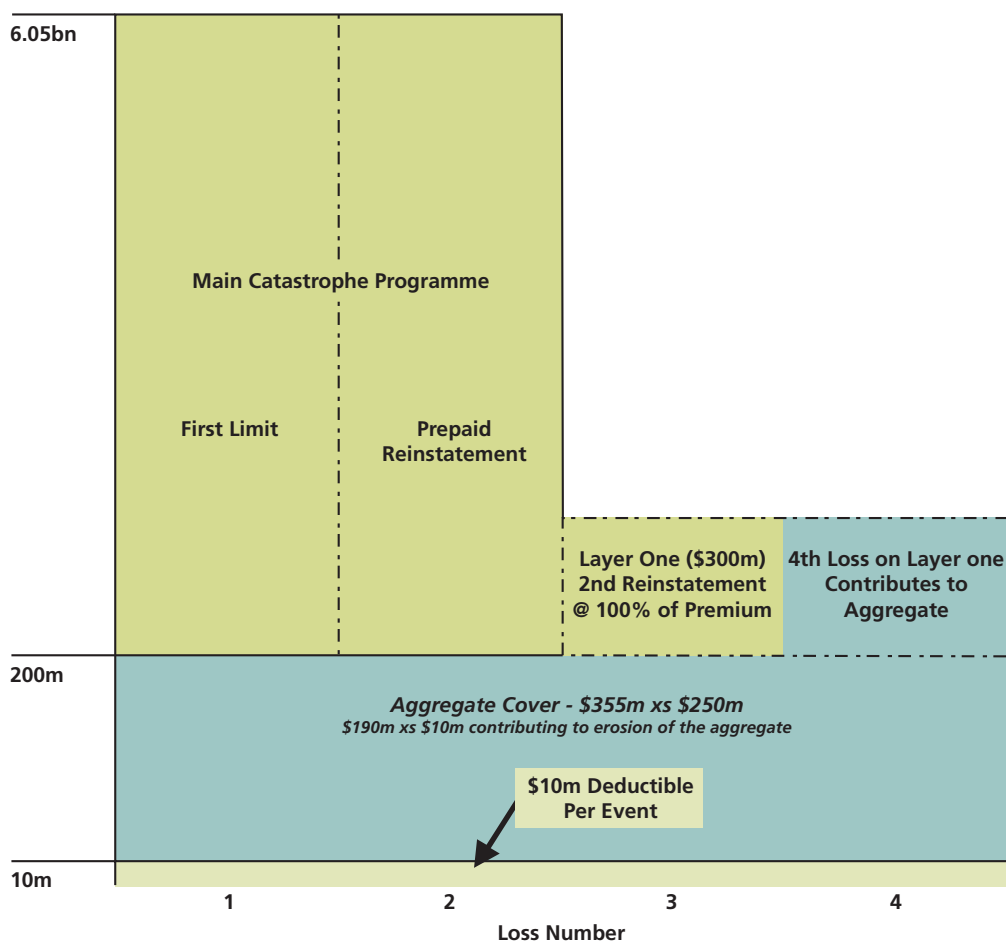 6.05bn
Main Catastrophe Programme
First Limit
Prepaid
Reinstatement
Layer One ($300m)
2nd Reinstatement
@ 100% of Premium
4th Loss on Layer one
Contributes to
Aggregate
200m
Aggregate Cover - $355m xs $250m
$190m xs $10m contributing to erosion of the aggregate
$10m Deductible
Per Event
10m
1
2
3
4
Loss Number